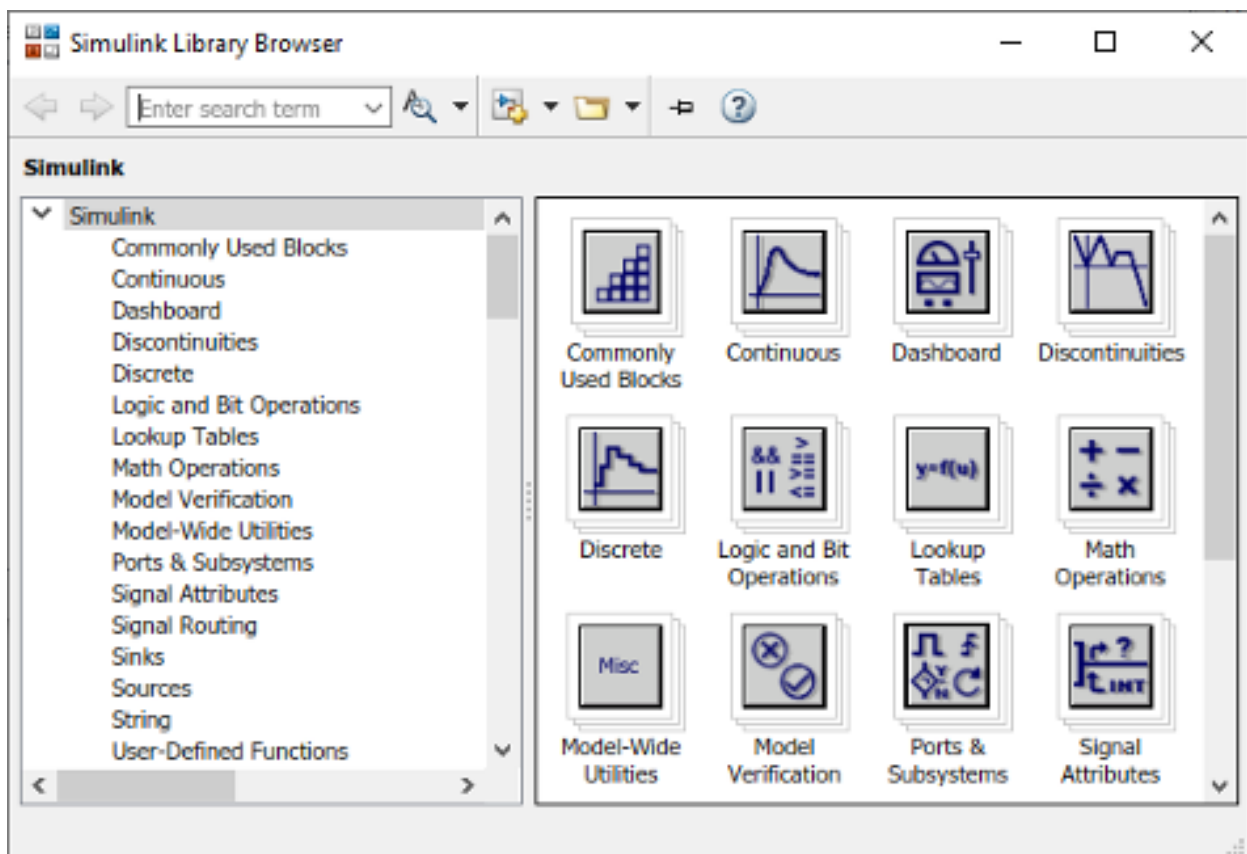 Simulink Library Browser
Enter search term
Simulink
Simulink
Commonly Used Blocks
Continuous
Dashboard
Discontinuities
Discrete
Logic and Bit Operations
Lookup Tables
Math Operations
Model Verification
Model-Wide Utilities
Ports & Subsystems
Signal Attributes
Signal Routing
Sinks
Sources
String
User-Defined Functions
Commonly
Used Blocks
Continuous
Dashboard
Discontinuities
Discrete
&& >
== 
|| >=
<=
Logic and Bit
Operations
y=f(u)
Lookup
Tables
+ −
÷ ×
Math
Operations
Misc
Model-Wide
Utilities
Model
Verification
Y
N
Ports &
Subsystems
?
INT
Signal
Attributes